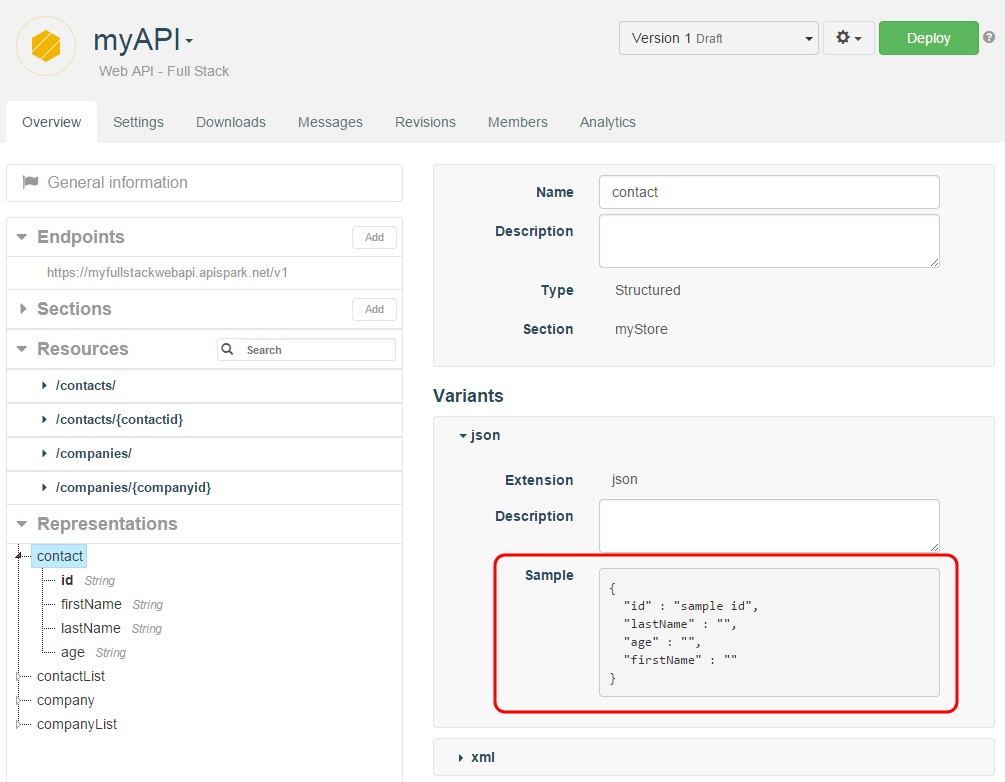 myAPI
Web API - Full Stack
Version 1 Draft
Deploy
Overview
Settings
Downloads
Messages
Revisions
Members
Analytics
General information
Endpoints
Add
https://myfullstackwebapi.apispark.net/v1
Sections
Add
Resources
Search
/contacts/
/contacts/{contactid}
/companies/
/companies/{companyid}
Representations
contact
id String
firstName String
lastName String
age String
contactList
company
companyList
Name
contact
Description
Type
Structured
Section
myStore
Variants
json
Extension
json
Description
Sample
{
"id" : "sample id",
"lastName" : "",
"age" : "",
"firstName" : ""
}
xml